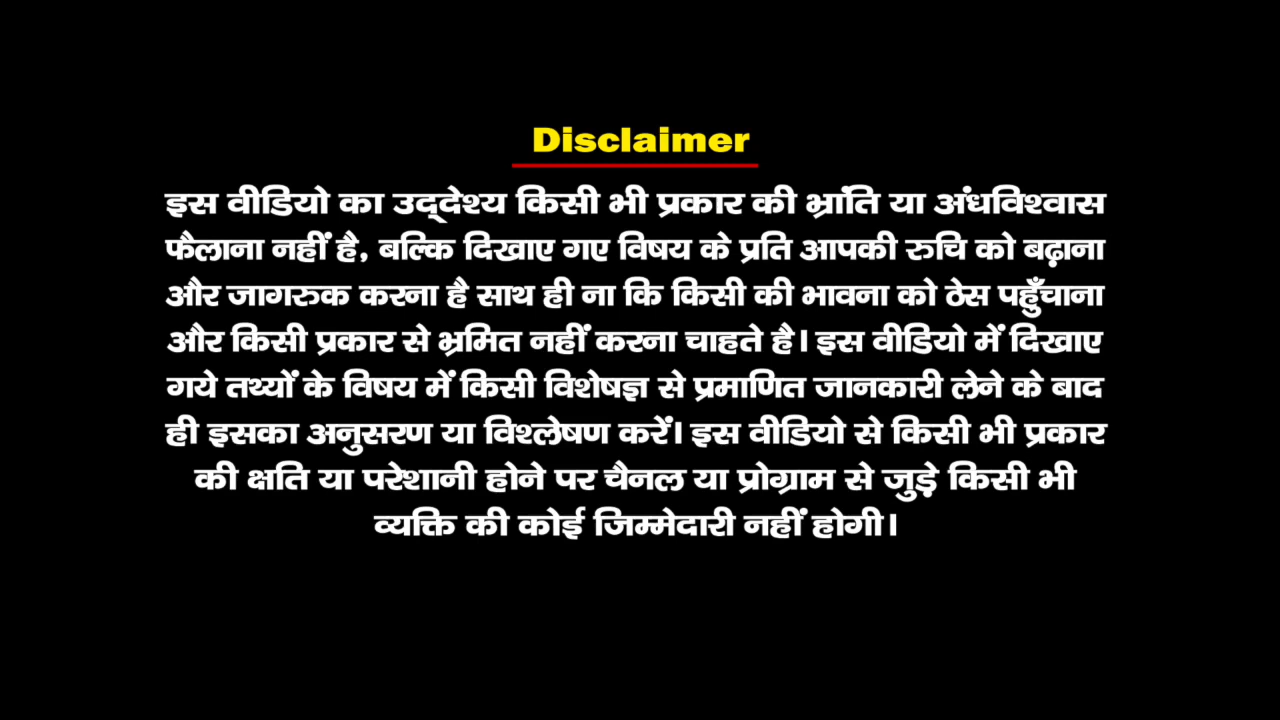 Disclaimer
इस वीडियो का उद्देश्य किसी भी प्रकार की भ्रांति या अंधविश्वास
फैलाना नहीं है, बल्कि दिखाए गए विषय के प्रति आपकी रुचि को बढ़ाना
और जागरुक करना है साथ ही ना कि किसी की भावना को ठेस पहुँचाना
और किसी प्रकार से भ्रमित नहीं करना चाहते है। इस वीडियो में दिखाए
गये तथ्यों के विषय में किसी विशेषज्ञ से प्रमाणित जानकारी लेने के बाद
ही इसका अनुसरण या विश्लेषण करें। इस वीडियो से किसी भी प्रकार
की क्षति या परेशानी होने पर चैनल या प्रोग्राम से जुड़े किसी भी
व्यक्ति की कोई जिम्मेदारी नहीं होगी।